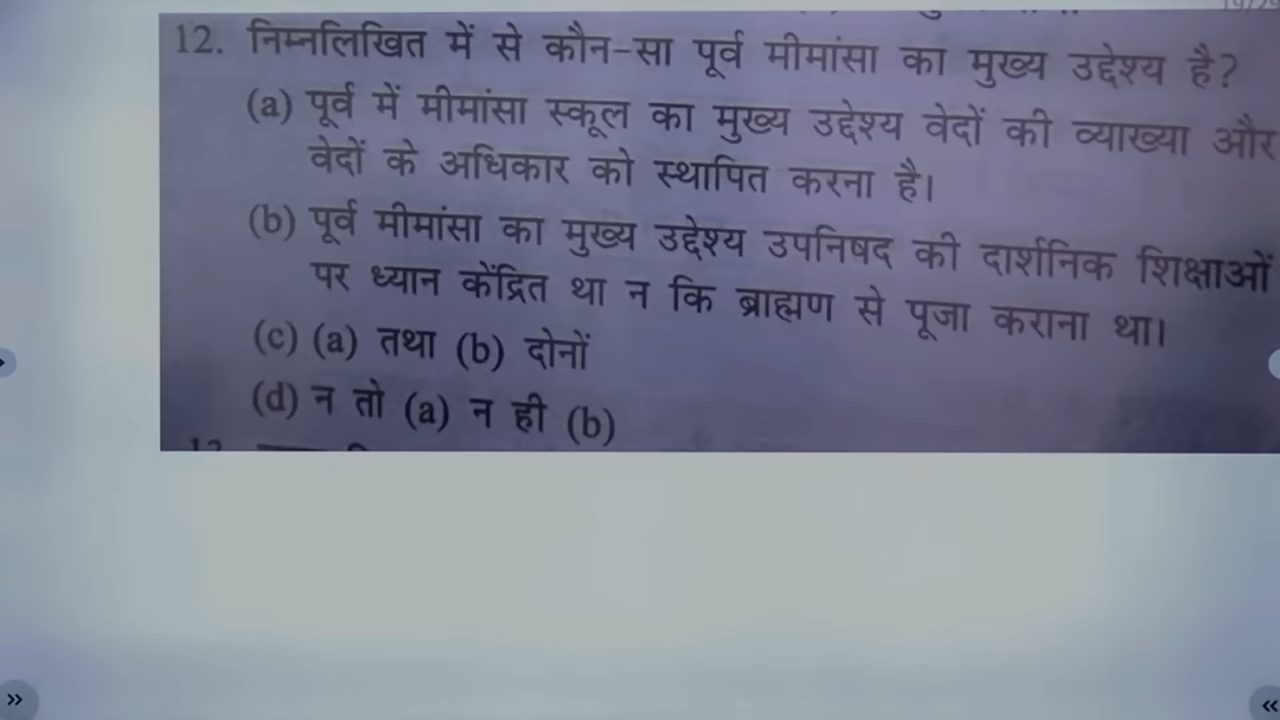 12. निम्नलिखित में से कौन-सा पूर्व मीमांसा का मुख्य उद्देश्य है?
(a) पूर्व में मीमांसा स्कूल का मुख्य उद्देश्य वेदों की व्याख्या और
वेदों के अधिकार को स्थापित करना है।
(b) पूर्व मीमांसा का मुख्य उद्देश्य उपनिषद की दार्शनिक शिक्षाओं
पर ध्यान केंद्रित था न कि ब्राह्मण से पूजा कराना था।
(c) (a) तथा (b) दोनों
(d) न तो (a) न ही (b)